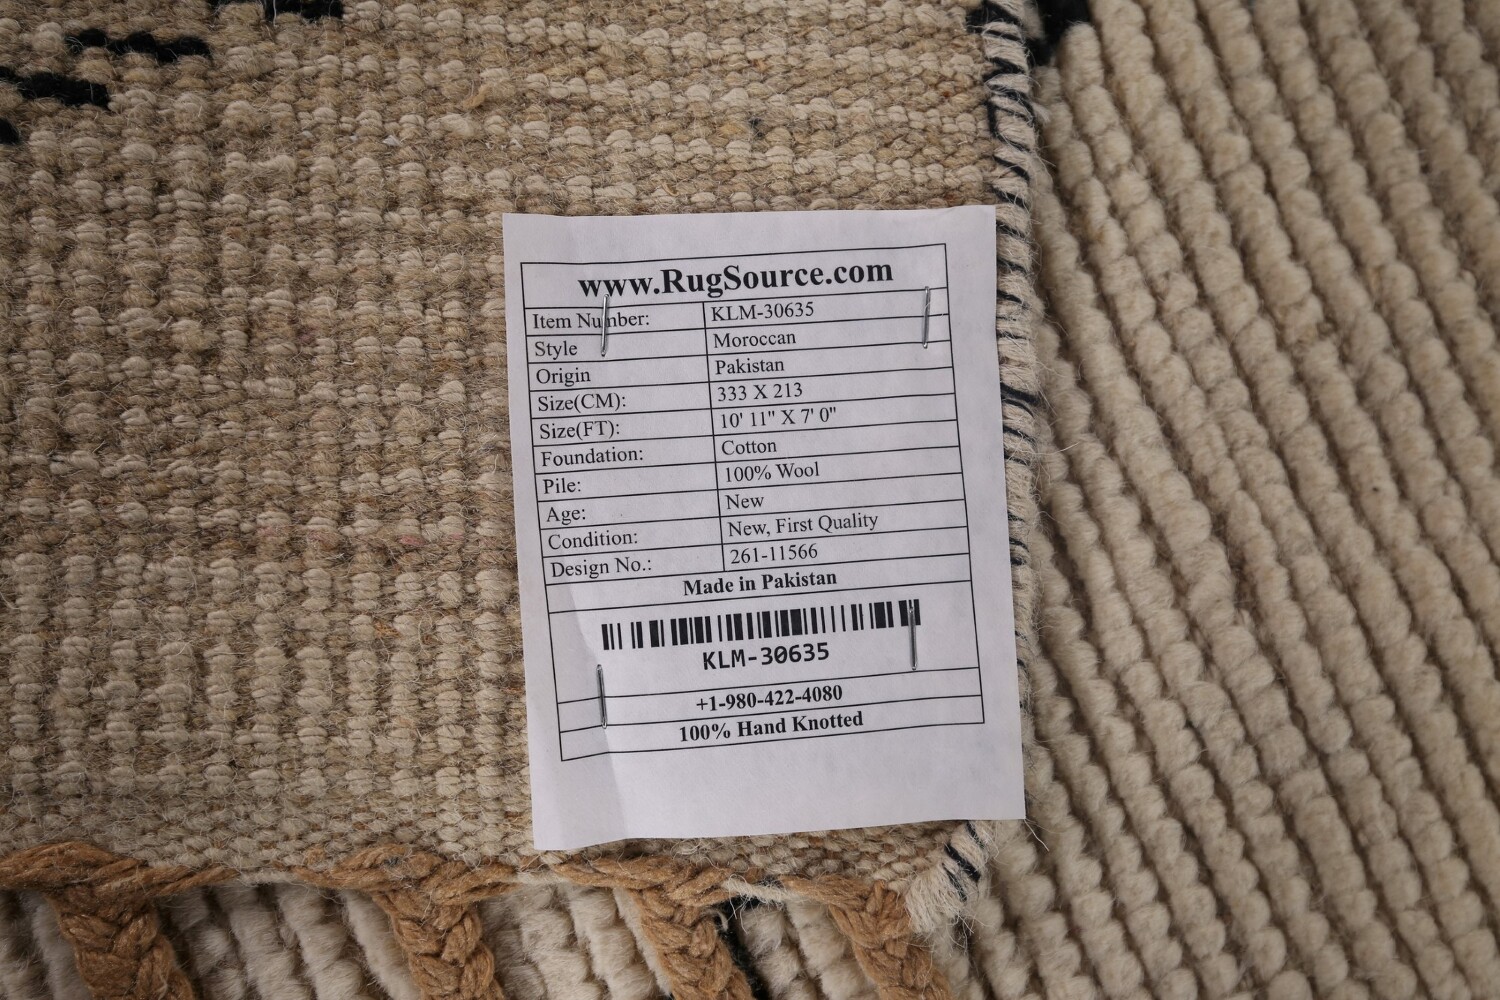 www.RugSource.com
Item Number: KLM-30635
Style Moroccan
Origin Pakistan
Size(CM): 333 X 213
Size(FT): 10' 11" X 7' 0"
Foundation: Cotton
Pile: 100% Wool
Age: New
Condition: New, First Quality
Design No.: 261-11566
Made in Pakistan
KLM-30635
+1-980-422-4080
100% Hand Knotted